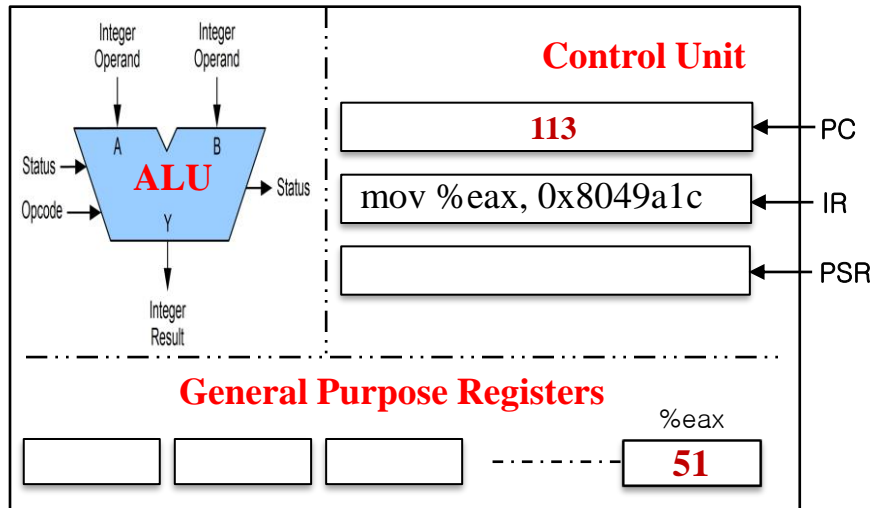 Integer
Operand
Integer
Operand
A
B
Status
ALU
Status
Opcode
Y
Integer
Result
Control Unit
113
PC
mov %eax, 0x8049a1c
IR
PSR
General Purpose Registers
%eax
51